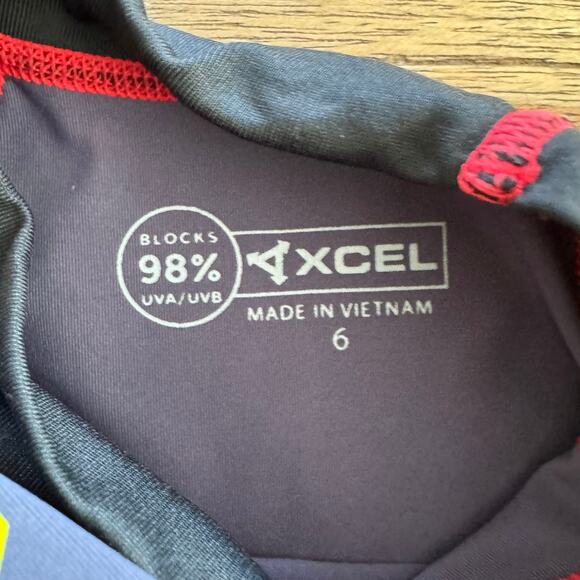 BLOCKS
98%
UVA/UVB
XCEL
MADE IN VIETNAM
6